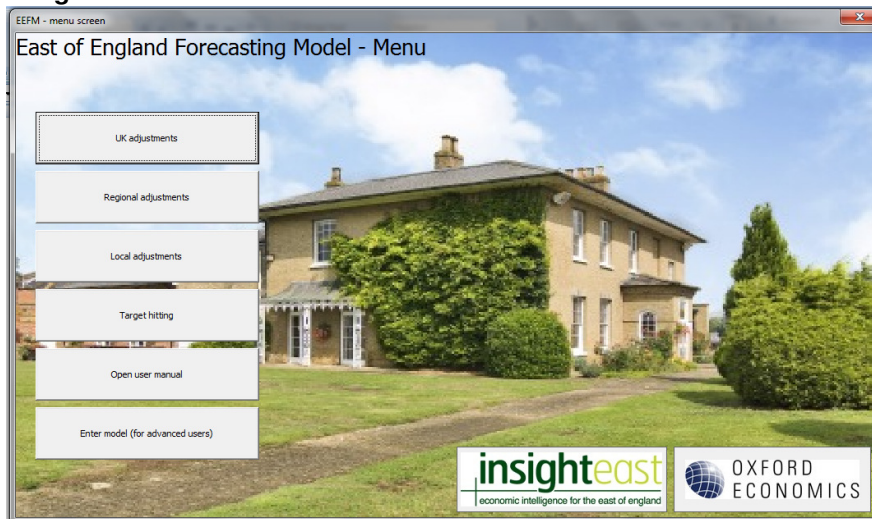 EEFM - menu screen
East of England Forecasting Model - Menu
UK adjustments
Regional adjustments
Local adjustments
Target hitting
Open user manual
Enter model (for advanced users)
insighteast
economic intelligence for the east of england
OXFORD
ECONOMICS